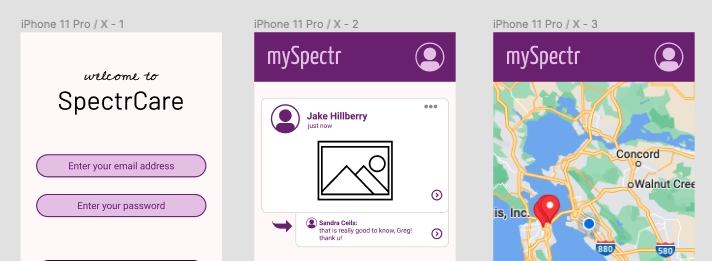 iPhone 11 Pro / X - 1
welcome to
SpectrCare
Enter your email address
Enter your password
iPhone 11 Pro / X - 2
mySpectr
Jake Hillberry
just now
Sandra Ceils:
that is really good to know, Greg!
thank u!
iPhone 11 Pro / X - 3
mySpectr
Concord
Walnut Cree
is, Inc.
880
580